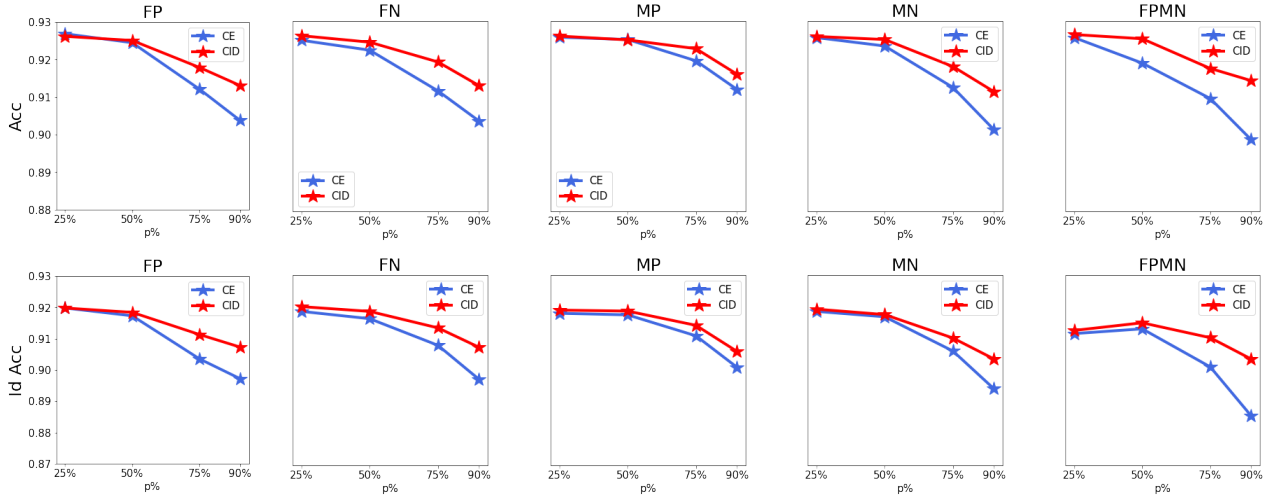 FP
Acc
0.93
0.92
0.91
0.90
0.89
0.88
CE
CID
25% 50% 75% 90%
p%
FN
CE
CID
25% 50% 75% 90%
p%
MP
CE
CID
25% 50% 75% 90%
p%
MN
CE
CID
25% 50% 75% 90%
p%
FPMN
CE
CID
25% 50% 75% 90%
p%
FP
Id Acc
0.93
0.92
0.91
0.90
0.89
0.88
0.87
CE
CID
25% 50% 75% 90%
p%
FN
CE
CID
25% 50% 75% 90%
p%
MP
CE
CID
25% 50% 75% 90%
p%
MN
CE
CID
25% 50% 75% 90%
p%
FPMN
CE
CID
25% 50% 75% 90%
p%